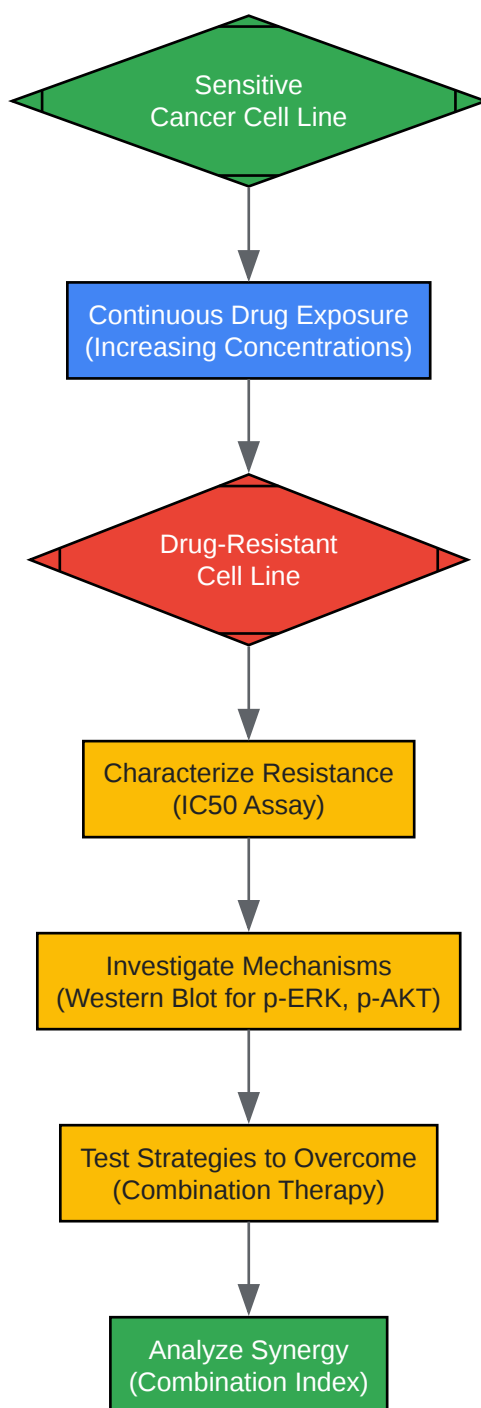 Sensitive
Cancer Cell Line
Continuous Drug Exposure
(Increasing Concentrations)
Drug-Resistant
Cell Line
Characterize Resistance
(IC50 Assay)
Investigate Mechanisms
(Western Blot for p-ERK, p-AKT)
Test Strategies to Overcome
(Combination Therapy)
Analyze Synergy
(Combination Index)